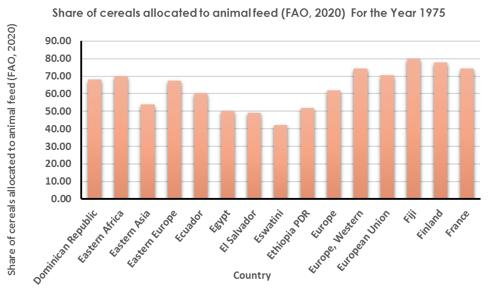 Share of cereals allocated to animal feed (FAO, 2020) For the Year 1975
Share of cereals allocated to animal feed (FAO, 2020)
90.00
80.00
70.00
60.00
50.00
40.00
30.00
20.00
10.00
0.00
Dominican Republic
Eastern Africa
Eastern Asia
Eastern Europe
Ecuador
Egypt
El Salvador
Eswatini
Ethiopia PDR
Europe
Europe, Western
European Union
Fiji
Finland
France
Country